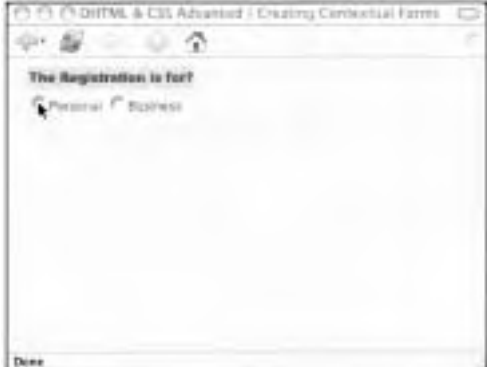 DHTML & CSS Advanced | Creating Contextual Forms
The Registration is for?
Personal Business
Done